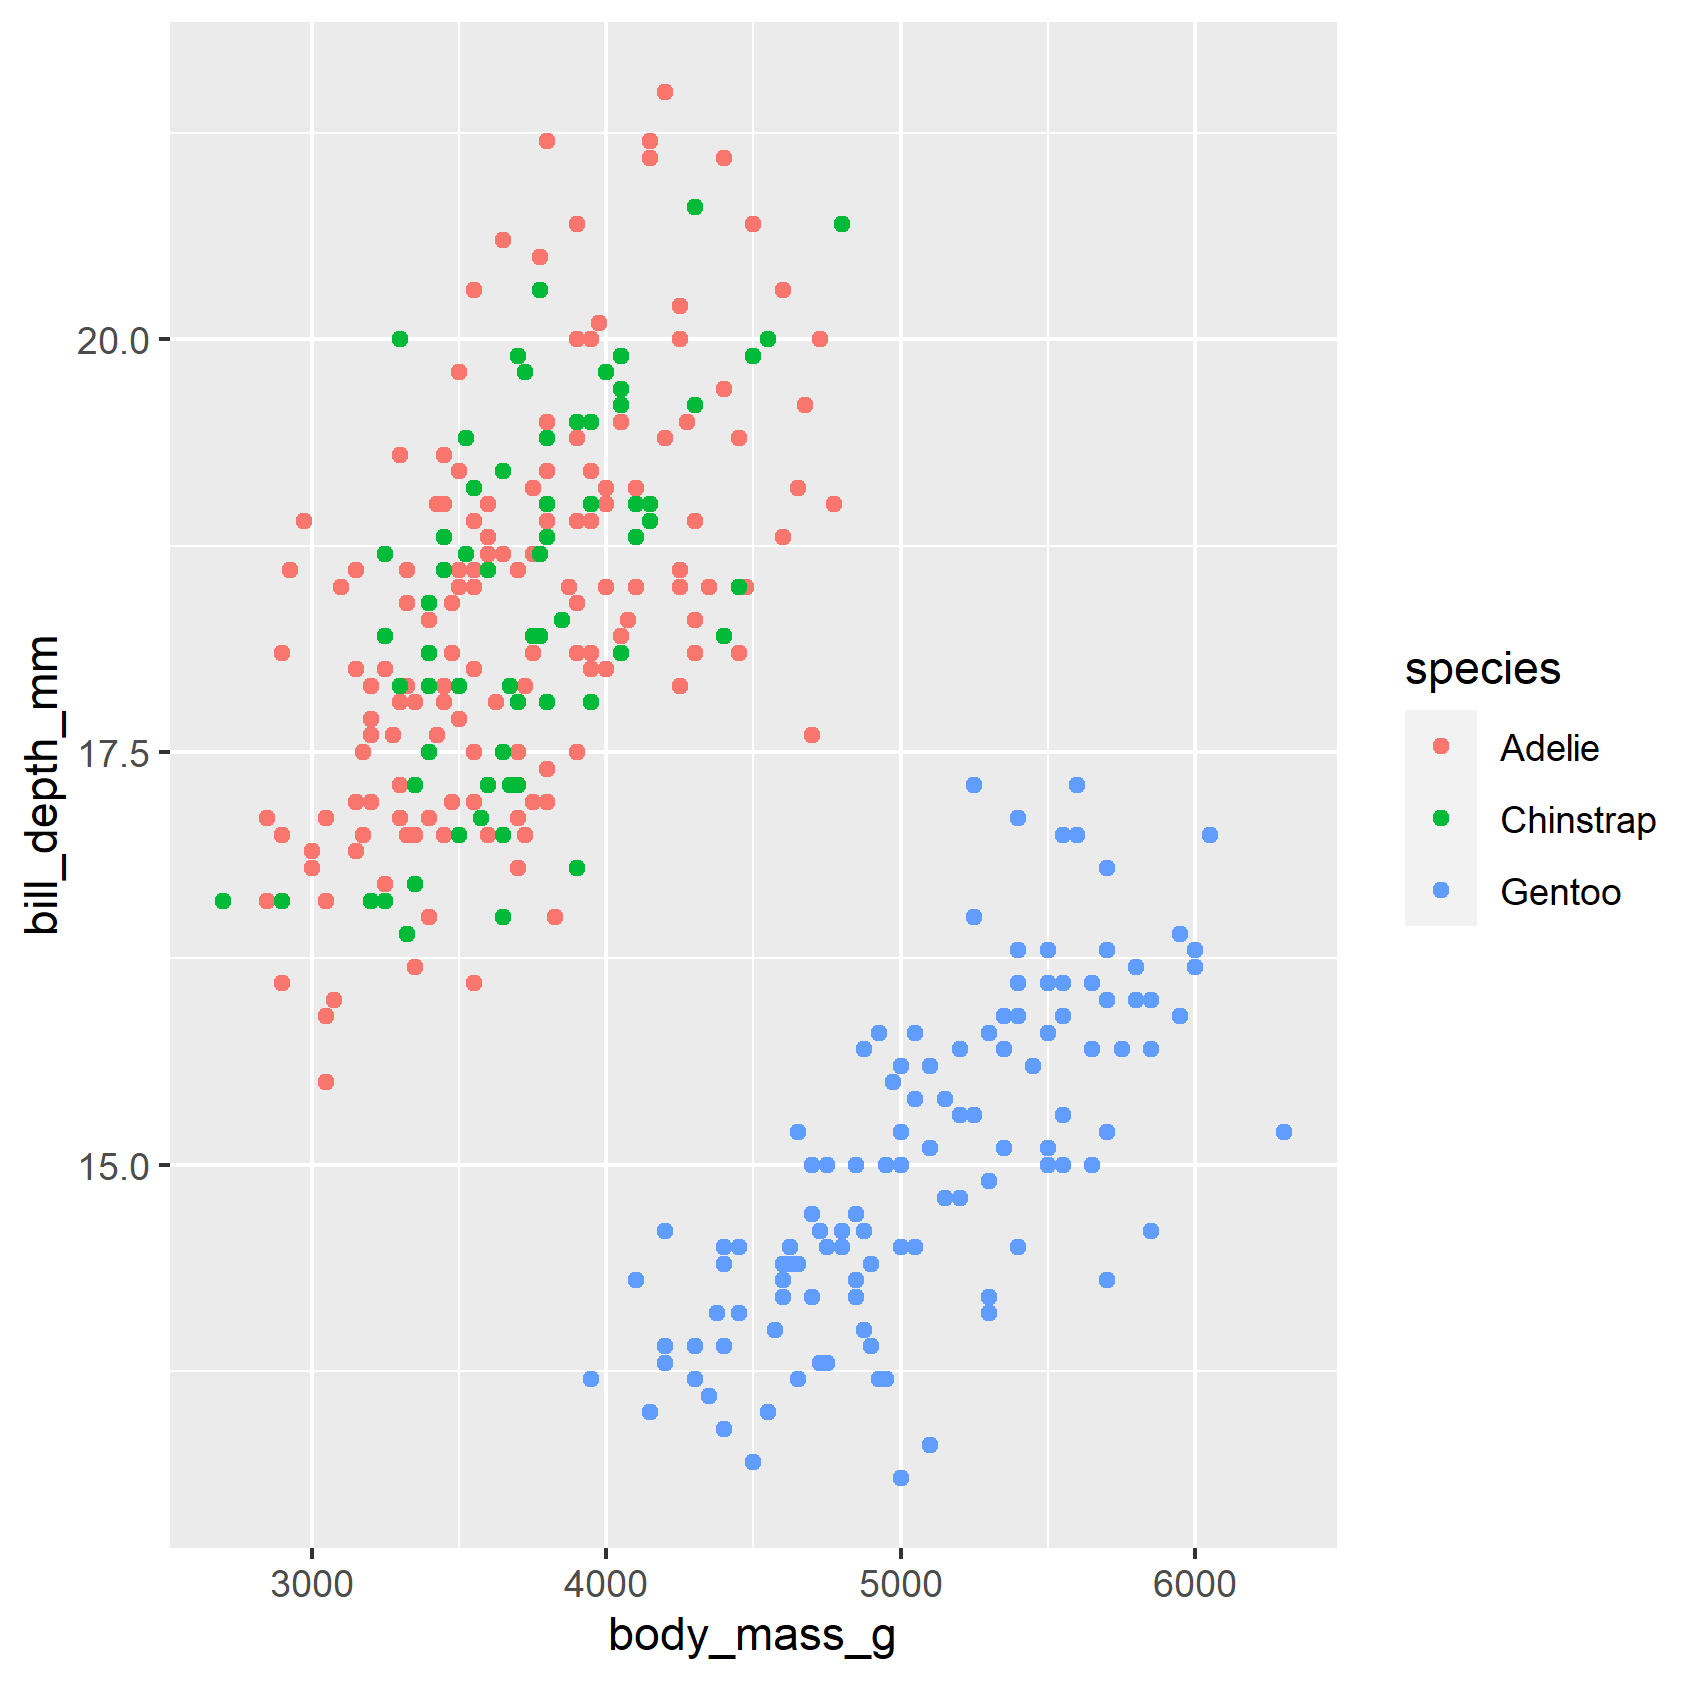 bill_depth_mm
20.0
17.5
15.0
3000 4000 5000 6000
body_mass_g
species
Adelie
Chinstrap
Gentoo